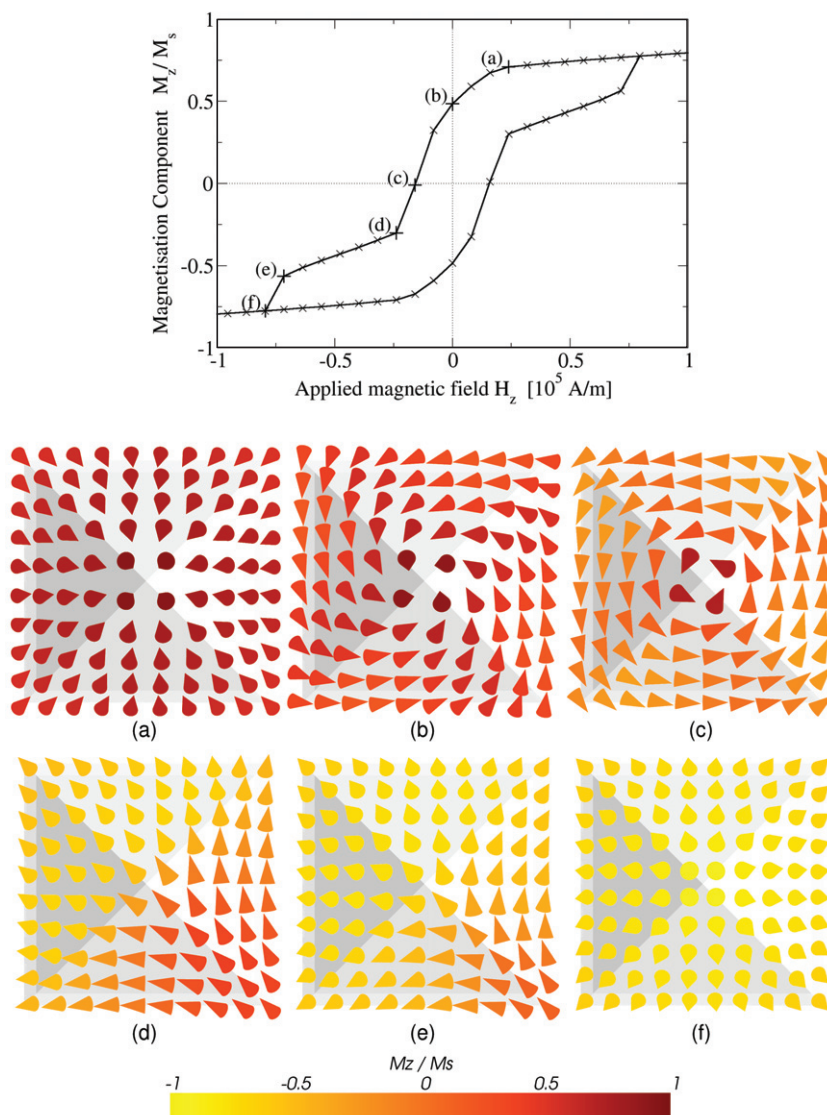 1
0.5
0
-0.5
-1
-1 -0.5 0 0.5 1
Magnetisation Component M_z / M_s
Applied magnetic field H_z [10^5 A/m]
(a)
(b)
(c)
(d)
(e)
(f)
(a) (b) (c)
(d) (e) (f)
Mz / Ms
-1 -0.5 0 0.5 1